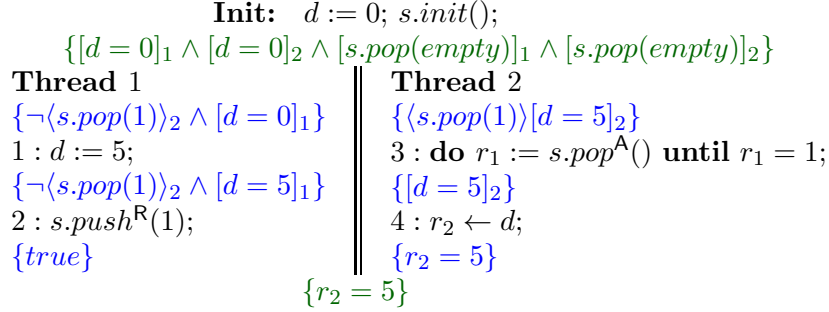 Init: d := 0; s.init();
{[d = 0]₁ ∧ [d = 0]₂ ∧ [s.pop(empty)]₁ ∧ [s.pop(empty)]₂}
Thread 1
{¬⟨s.pop(1)⟩₂ ∧ [d = 0]₁}
1 : d := 5;
{¬⟨s.pop(1)⟩₂ ∧ [d = 5]₁}
2 : s.pushᴿ(1);
{true}
Thread 2
{⟨s.pop(1)⟩[d = 5]₂}
3 : do r₁ := s.popᴬ() until r₁ = 1;
{[d = 5]₂}
4 : r₂ ← d;
{r₂ = 5}
{r₂ = 5}